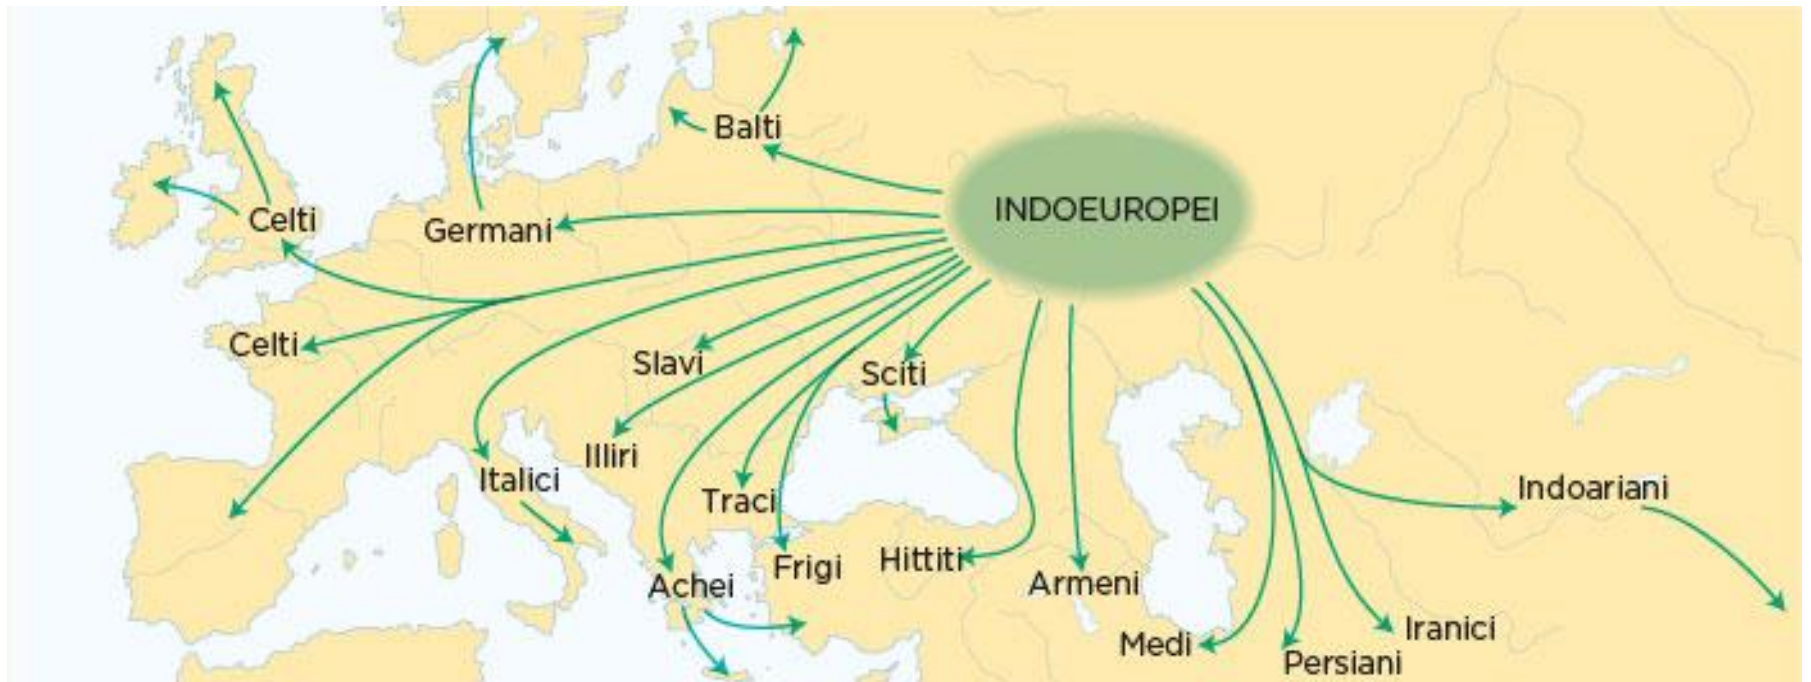 Balti
INDOEUROPEI
Celti
Germani
Celti
Slavi
Sciti
Illiri
Italici
Traci
Indoariani
Frigi
Hittiti
Achei
Armeni
Iranici
Medi
Persiani